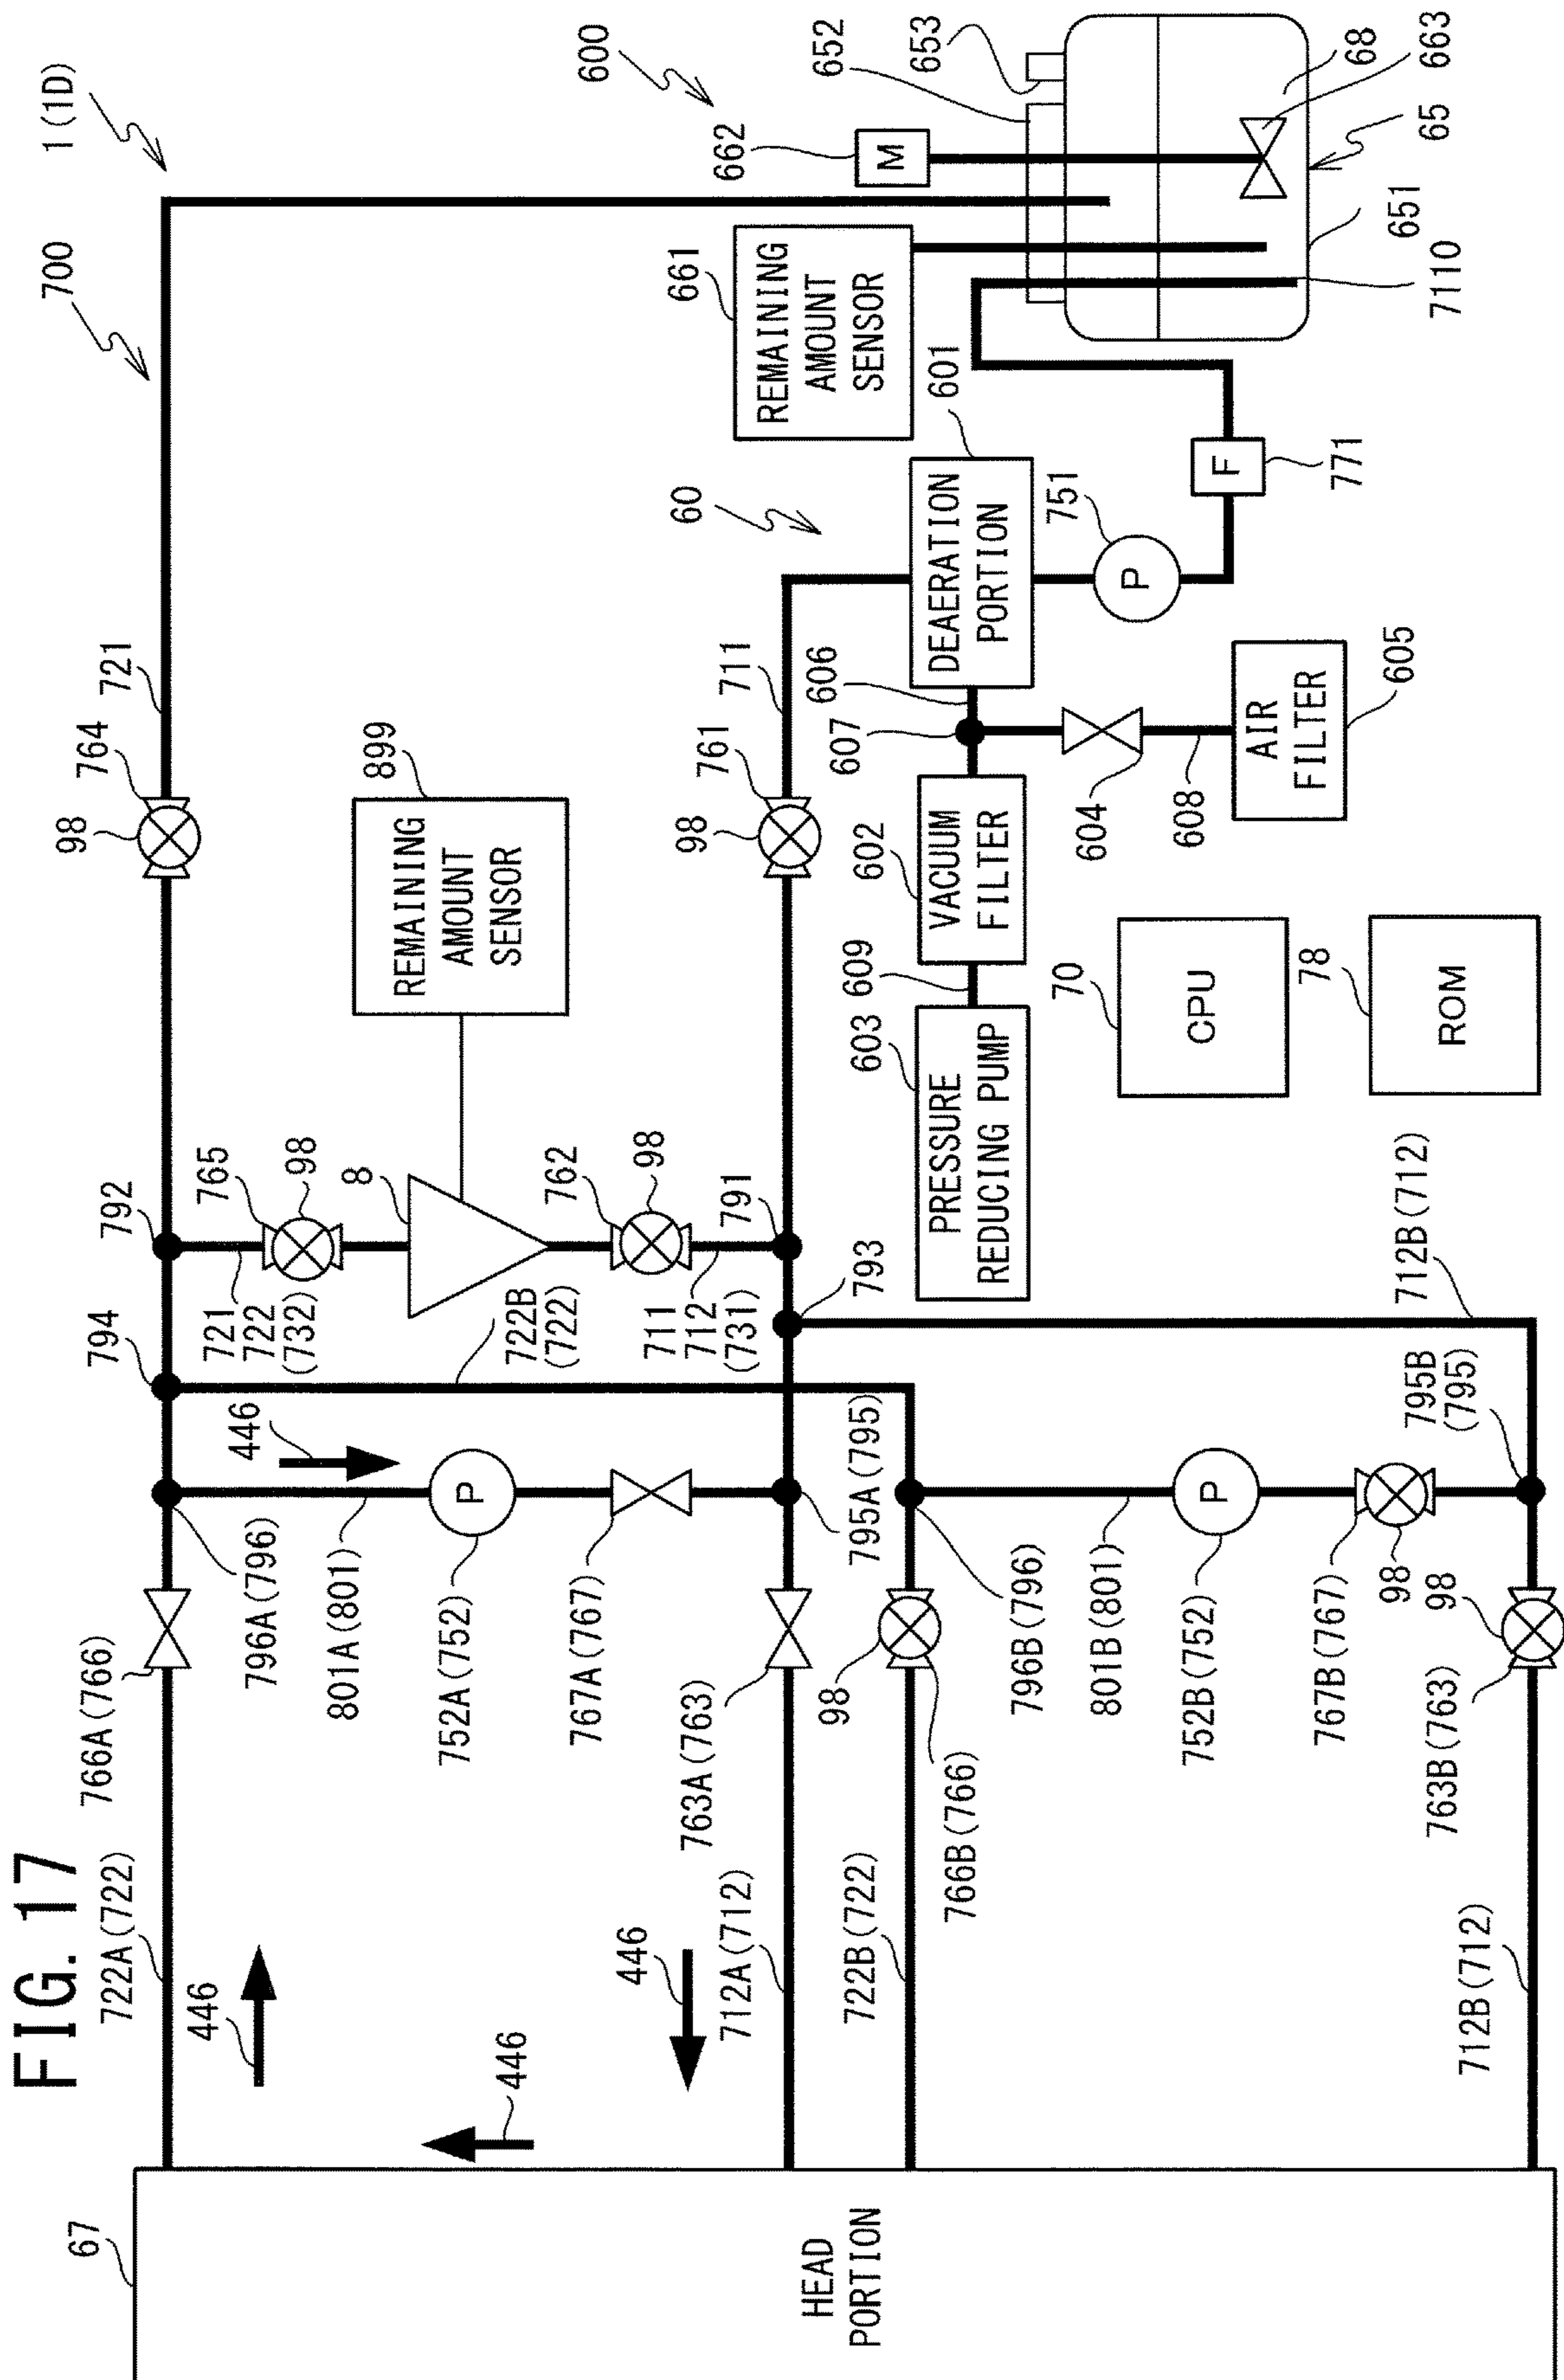 FIG. 17
1(1D)
700
600
67
HEAD
PORTION
722A(722)
446
766A(766)
796A(796)
446
801A(801)
752A(752)
767A(767)
794
792
721
722
(732)
765
98
8
722B
(722)
762
98
711
712
(731)
791
793
899
REMAINING
AMOUNT
SENSOR
98
764
721
98
761
711
446
446
712A(712)
763A(763)
795A(795)
722B(722)
98
766B(766)
796B(796)
801B(801)
752B(752)
767B(767)
98
98
763B(763)
712B(712)
795B
(795)
712B(712)
60
601
DEAERATION
PORTION
606
607
602
VACUUM
FILTER
609
603
PRESSURE
REDUCING PUMP
604
608
AIR
FILTER
605
70
CPU
78
ROM
751
P
P
P
F
771
661
REMAINING
AMOUNT
SENSOR
662
M
652
653
68
663
65
651
7110